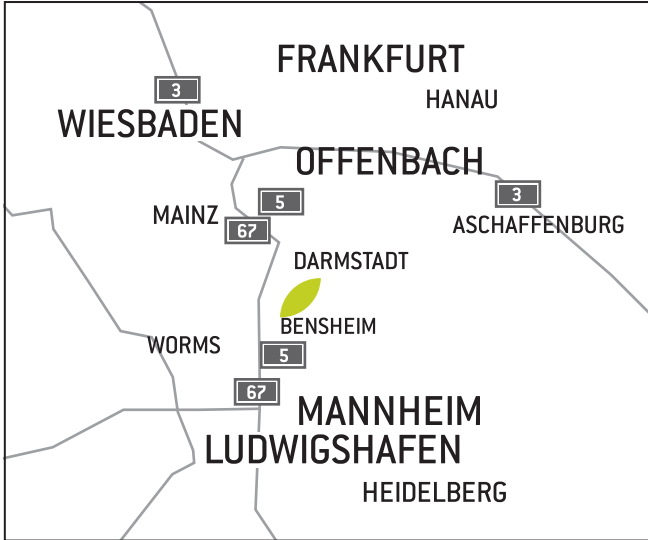 FRANKFURT
3
HANAU
WIESBADEN
OFFENBACH
3
5
MAINZ
67
ASCHAFFENBURG
DARMSTADT
BENSHEIM
WORMS
5
67
MANNHEIM
LUDWIGSHAFEN
HEIDELBERG